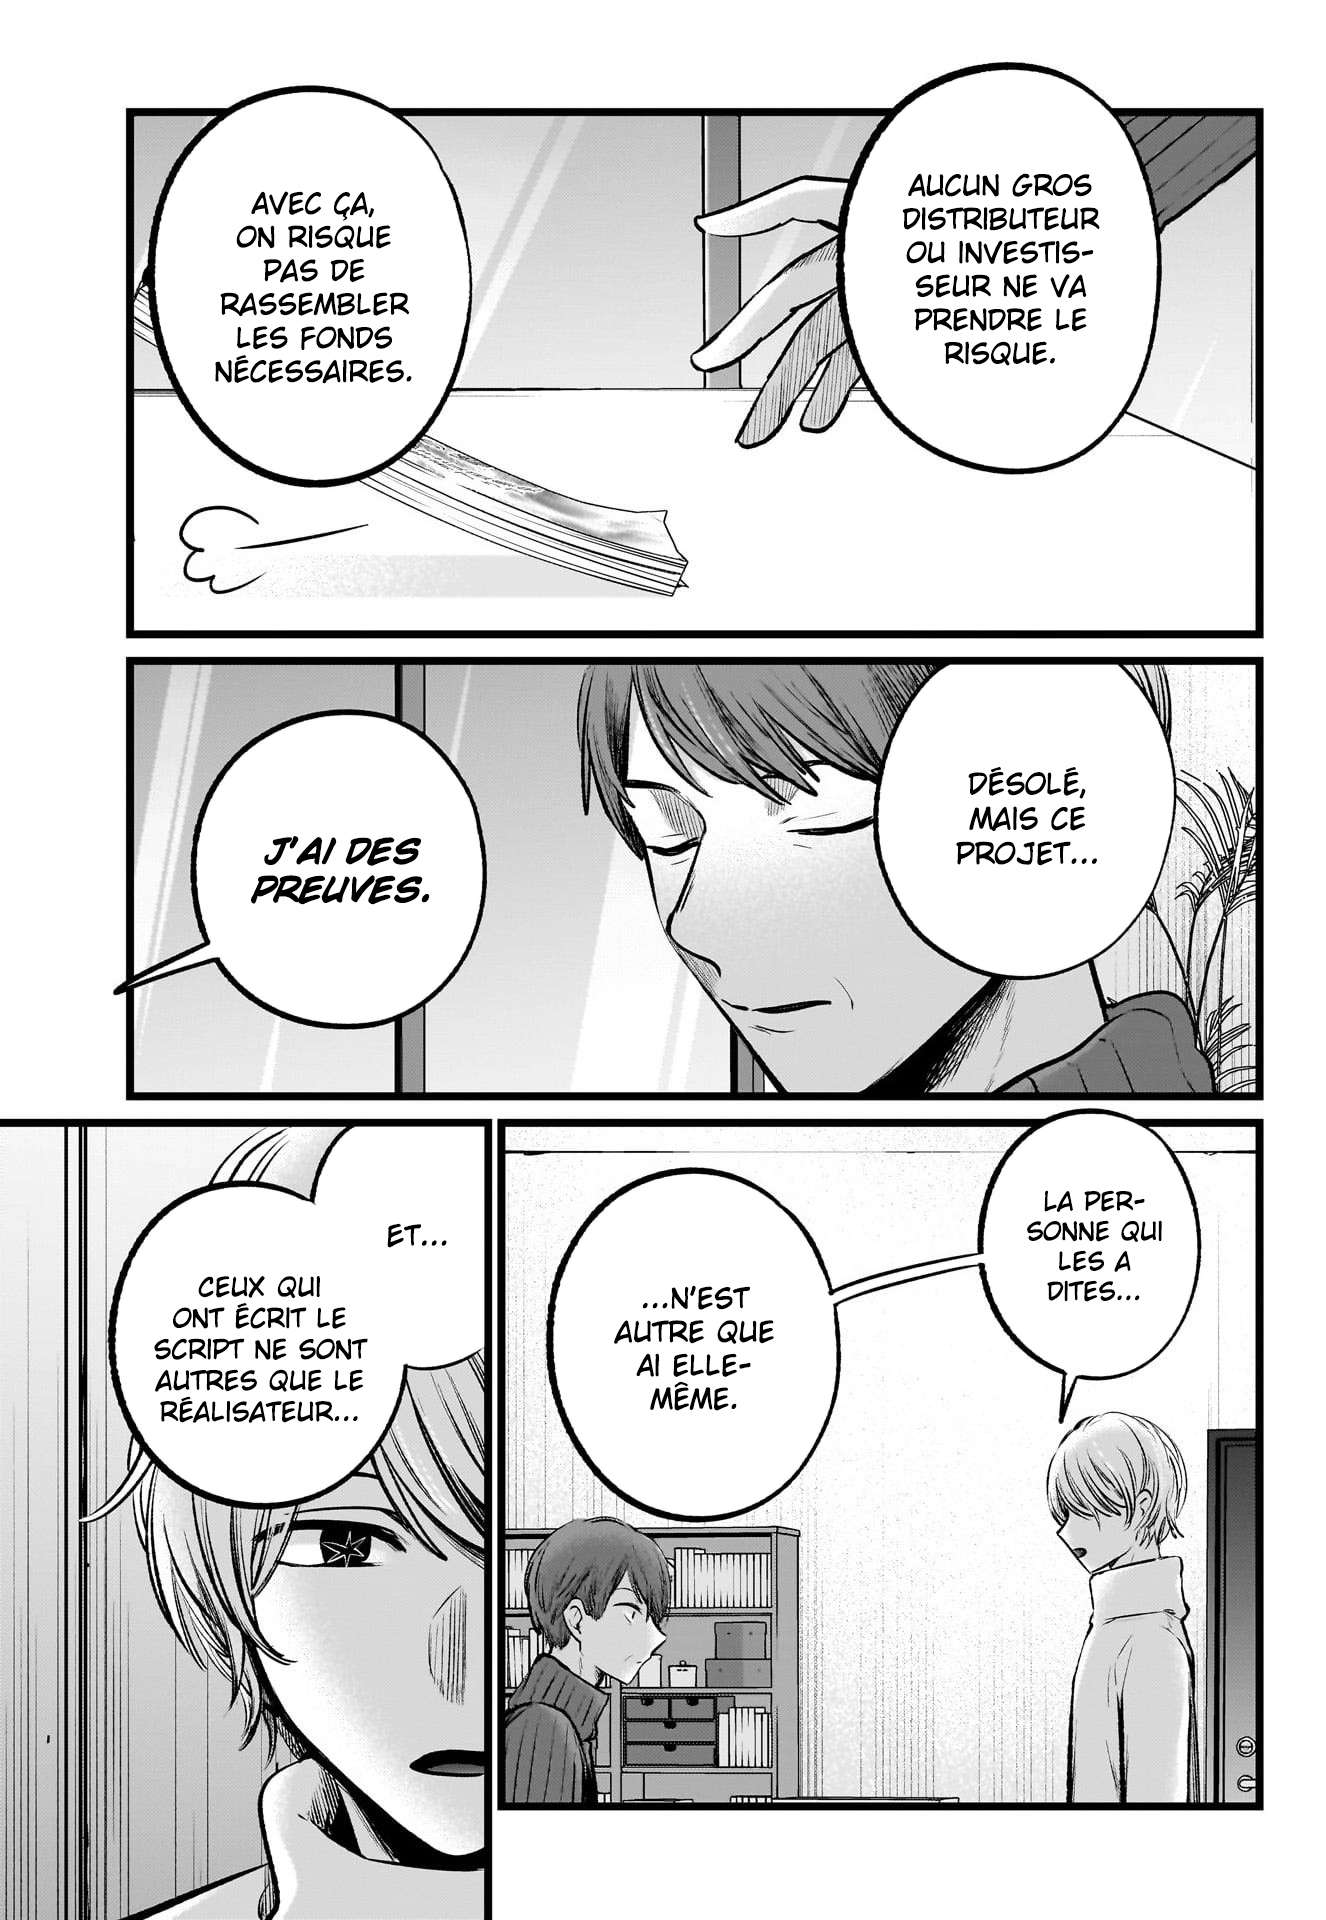 AUCUN GROS
DISTRIBUTEUR
OU INVESTIS-
SEUR NE VA
PRENDRE LE
RISQUE.
AVEC ÇA,
ON RISQUE
PAS DE
RASSEMBLER
LES FONDS
NÉCESSAIRES.
DÉSOLÉ,
MAIS CE
PROJET...
J'AI DES
PREUVES.
LA PER-
SONNE QUI
LES A
DITES...
...N'EST
AUTRE QUE
AI ELLE-
MÊME.
ET...
CEUX QUI
ONT ÉCRIT LE
SCRIPT NE SONT
AUTRES QUE LE
RÉALISATEUR...